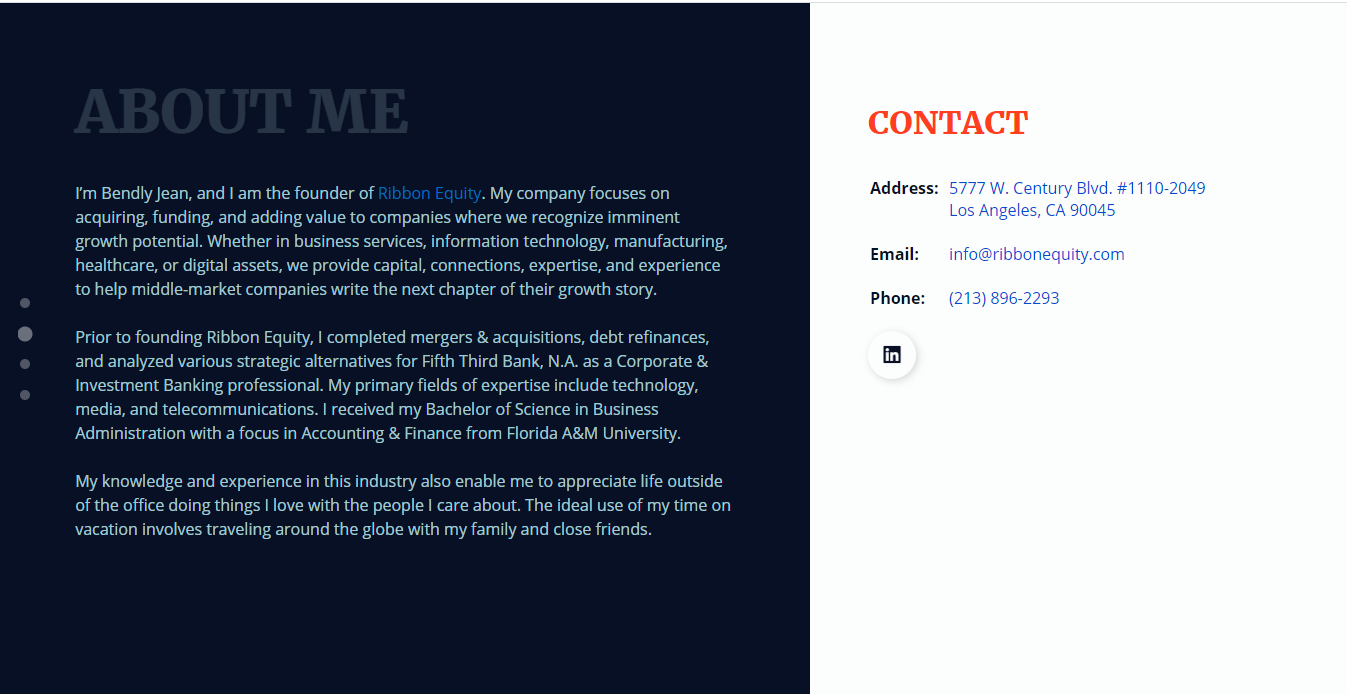 ABOUT ME
I’m Bendly Jean, and I am the founder of Ribbon Equity. My company focuses on
acquiring, funding, and adding value to companies where we recognize imminent
growth potential. Whether in business services, information technology, manufacturing,
healthcare, or digital assets, we provide capital, connections, expertise, and experience
to help middle-market companies write the next chapter of their growth story.
Prior to founding Ribbon Equity, I completed mergers & acquisitions, debt refinances,
and analyzed various strategic alternatives for Fifth Third Bank, N.A. as a Corporate &
Investment Banking professional. My primary fields of expertise include technology,
media, and telecommunications. I received my Bachelor of Science in Business
Administration with a focus in Accounting & Finance from Florida A&M University.
My knowledge and experience in this industry also enable me to appreciate life outside
of the office doing things I love with the people I care about. The ideal use of my time on
vacation involves traveling around the globe with my family and close friends.
CONTACT
Address: 5777 W. Century Blvd. #1110-2049
Los Angeles, CA 90045
Email: info@ribbonequity.com
Phone: (213) 896-2293
in